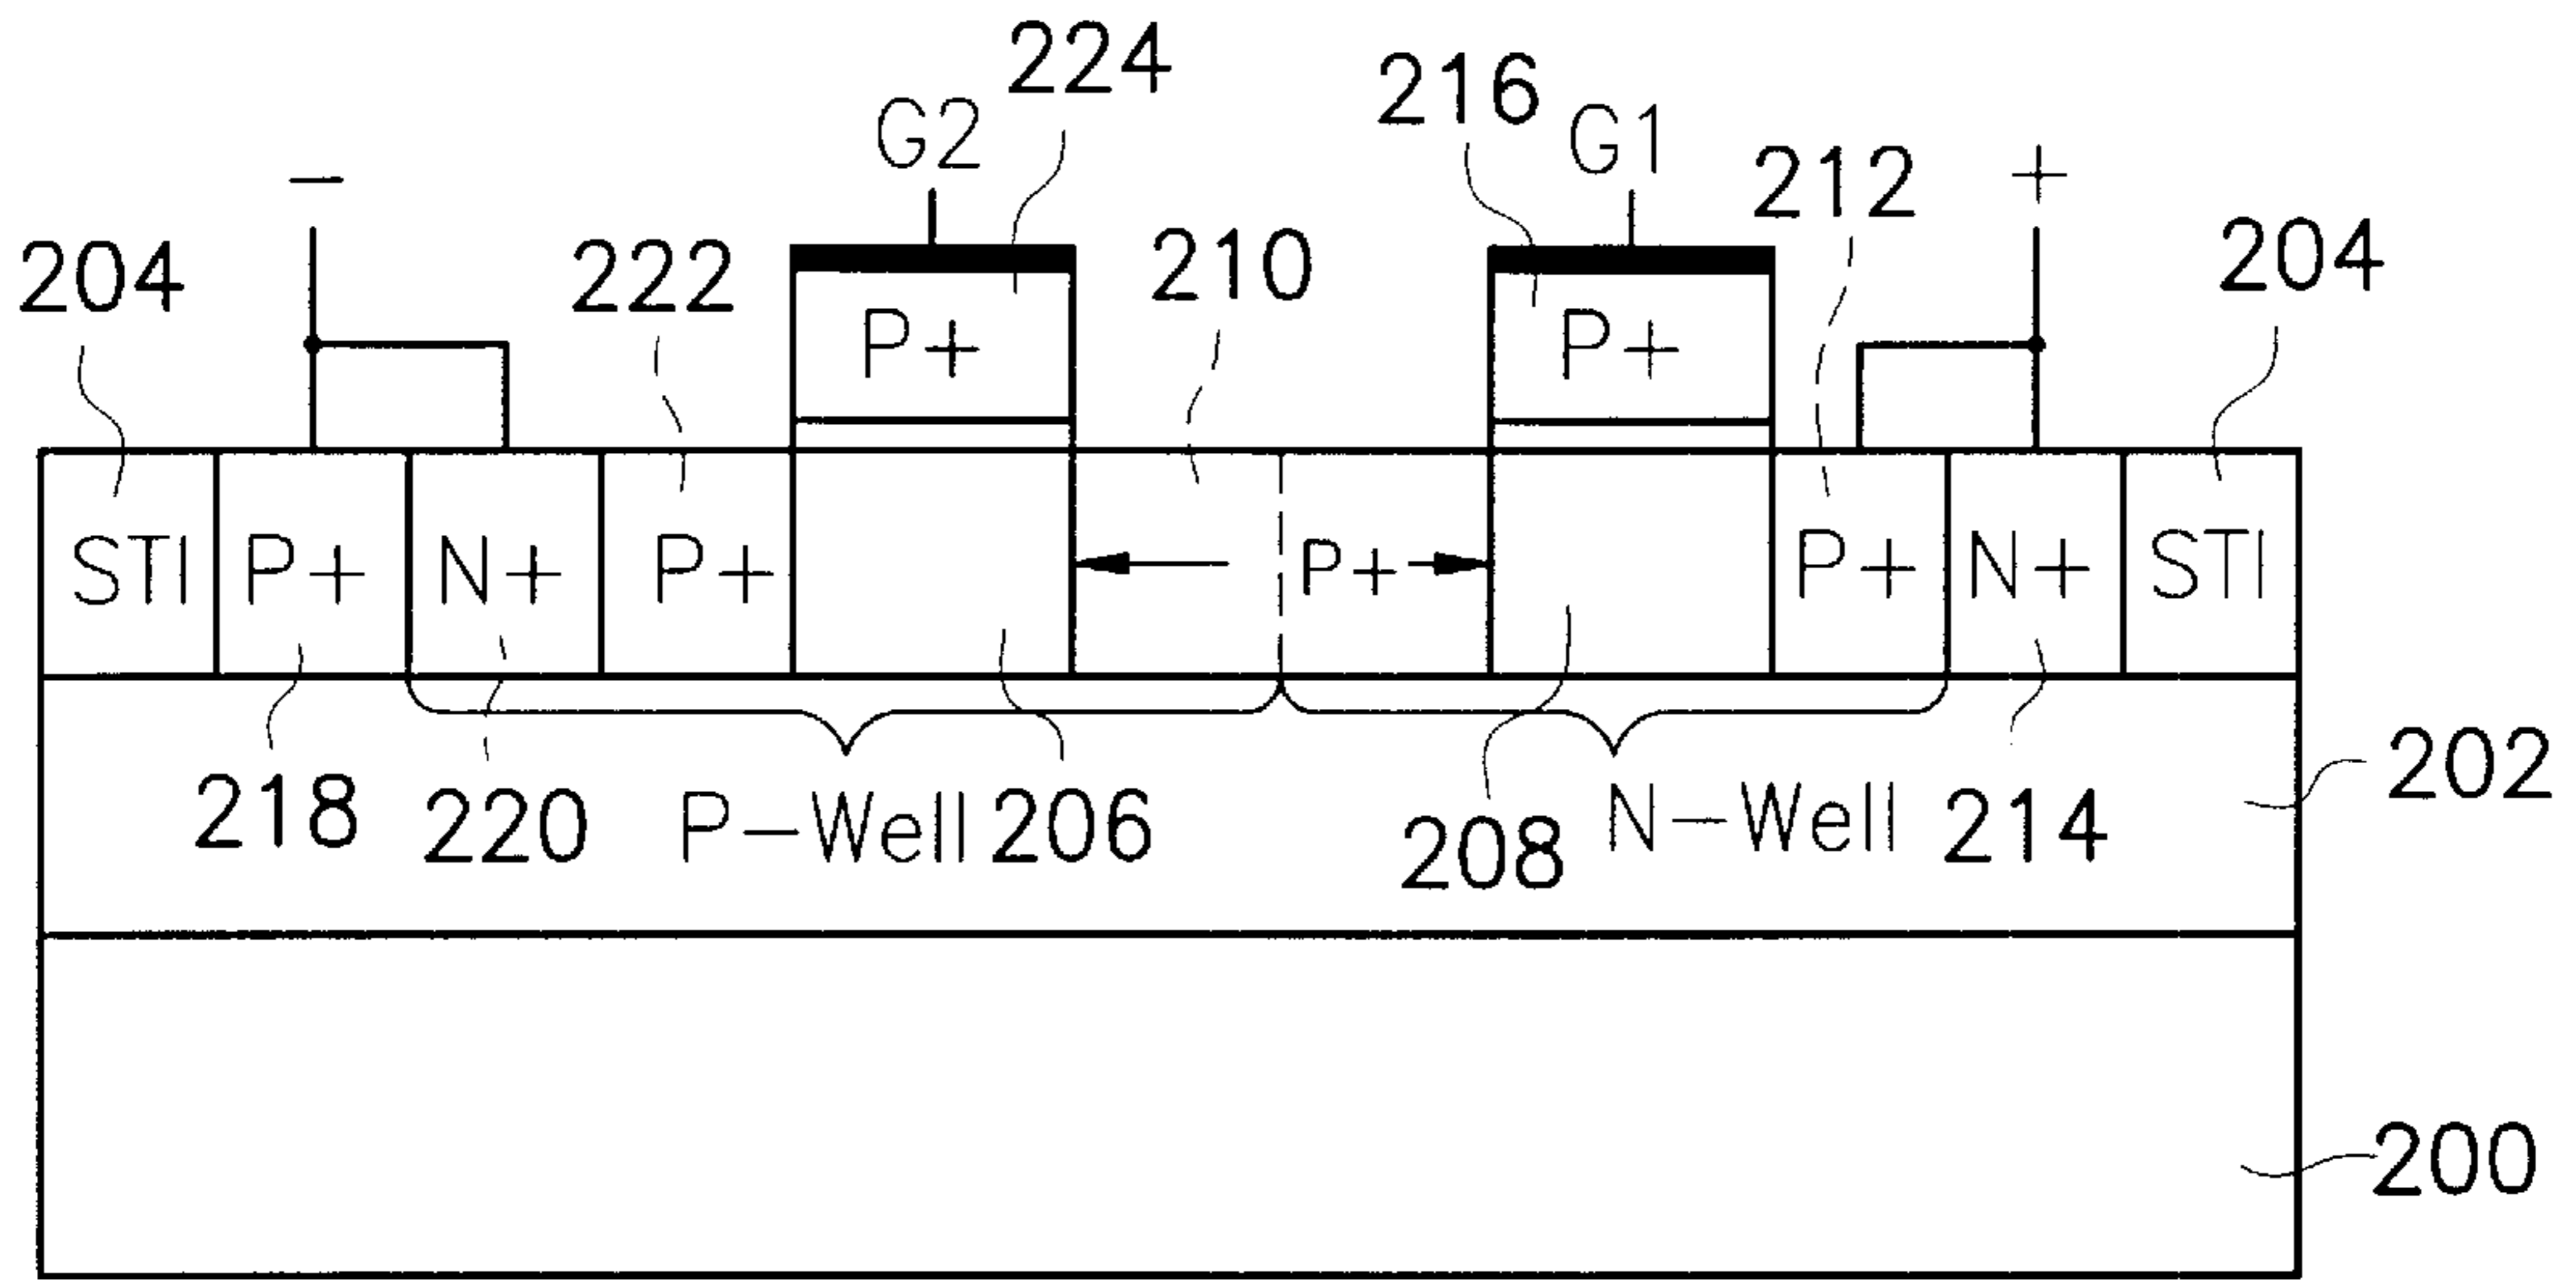 224
216
G2
G1
212
−
+
204
222
210
204
P+
P+
STI
P+
N+
P+
P+
P+
N+
STI
218
220
P−Well
206
208
N−Well
214
202
200